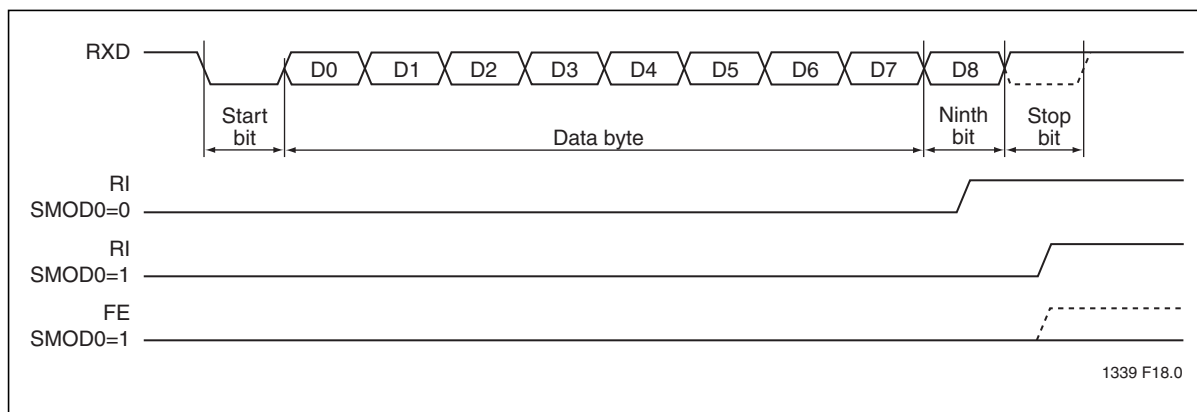 RXD
D0 D1 D2 D3 D4 D5 D6 D7 D8
Start bit
Data byte
Ninth bit
Stop bit
RI
SMOD0=0
RI
SMOD0=1
FE
SMOD0=1
1339 F18.0